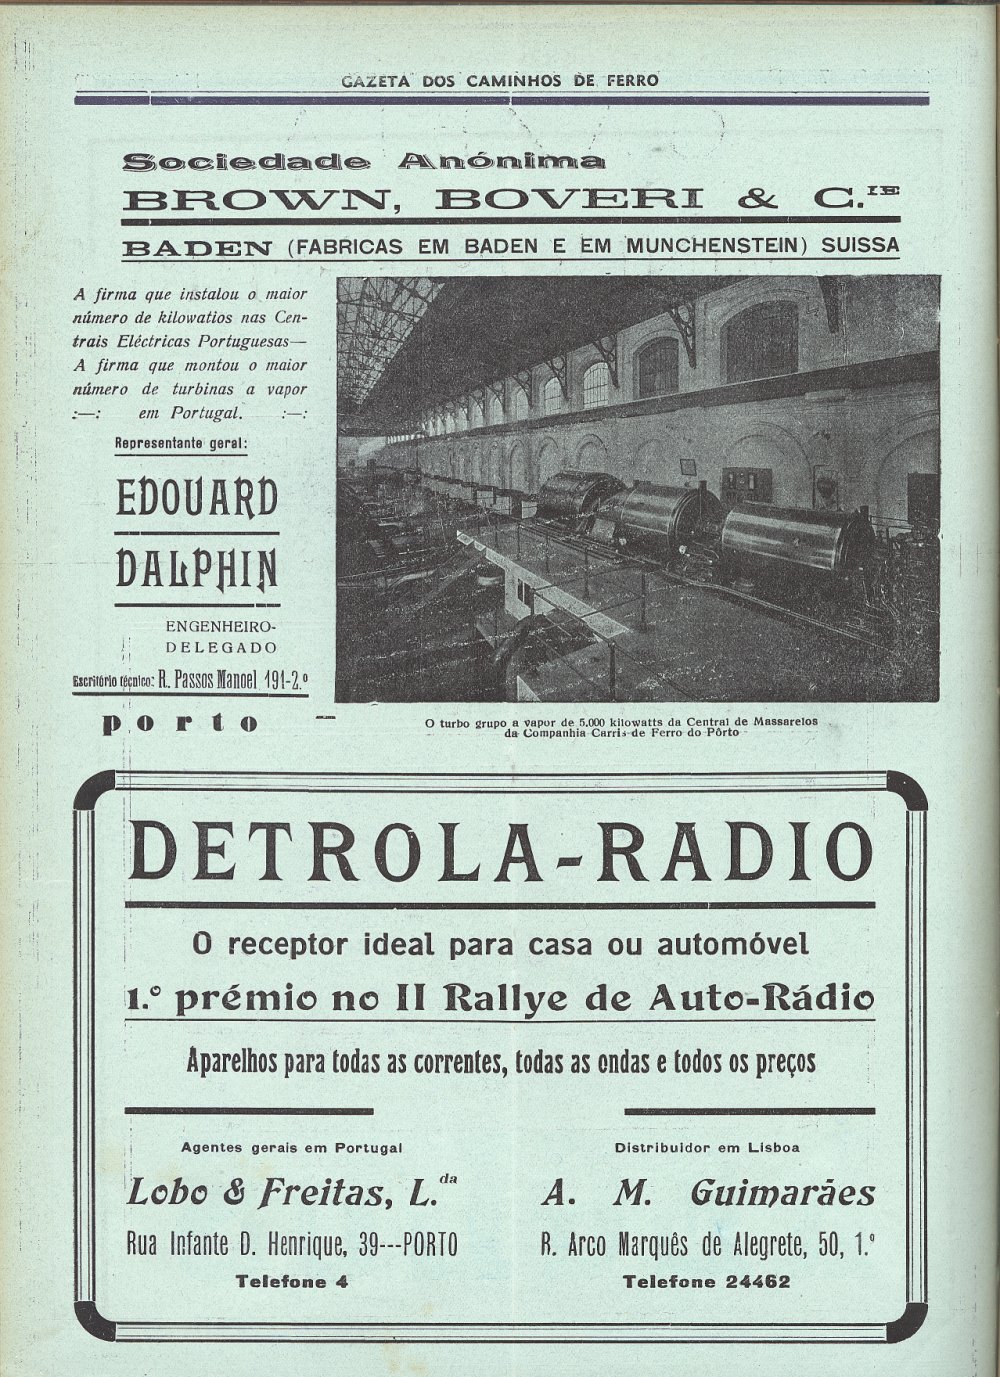 GAZETA DOS CAMINHOS DE FERRO
Sociedade Anónima
BROWN, BOVERI & C.IE
BADEN (FABRICAS EM BADEN E EM MUNCHENSTEIN) SUISSA
A firma que instalou o maior
número de kilowatios nas Cen-
trais Eléctricas Portuguesas—
A firma que montou o maior
número de turbinas a vapor
:—: em Portugal. :—:
Representante geral:
EDOUARD
DALPHIN
ENGENHEIRO-
DELEGADO
Escritório técnico: R. Passos Manoel, 191-2.º
porto
O turbo grupo a vapor de 5.000 kilowatts da Central de Massarelos
da Companhia Carris de Ferro do Pôrto
DETROLA-RADIO
O receptor ideal para casa ou automóvel
1.º prémio no II Rallye de Auto-Rádio
Aparelhos para todas as correntes, todas as ondas e todos os preços
Agentes gerais em Portugal
Lobo & Freitas, L.da
Rua Infante D. Henrique, 39---PORTO
Telefone 4
Distribuidor em Lisboa
A. M. Guimarães
R. Arco Marquês de Alegrete, 50, 1.º
Telefone 24462